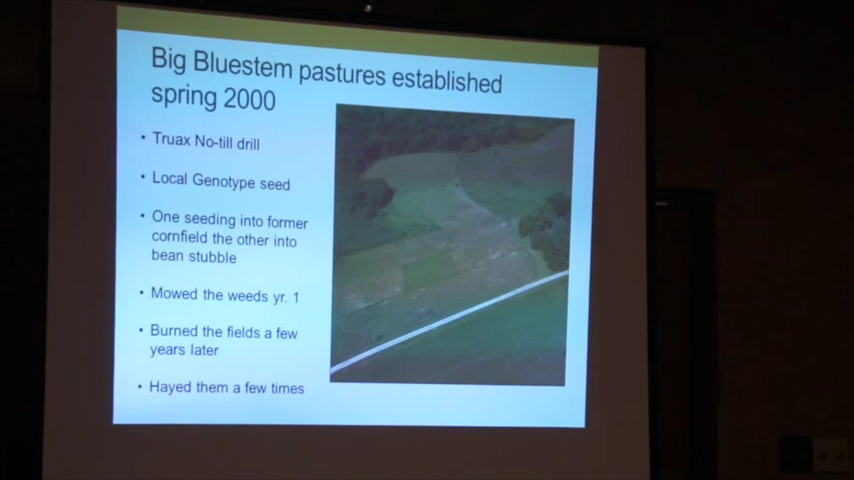 Big Bluestem pastures established
spring 2000
• Truax No-till drill
• Local Genotype seed
• One seeding into former
cornfield the other into
bean stubble
• Mowed the weeds yr. 1
• Burned the fields a few
years later
• Hayed them a few times